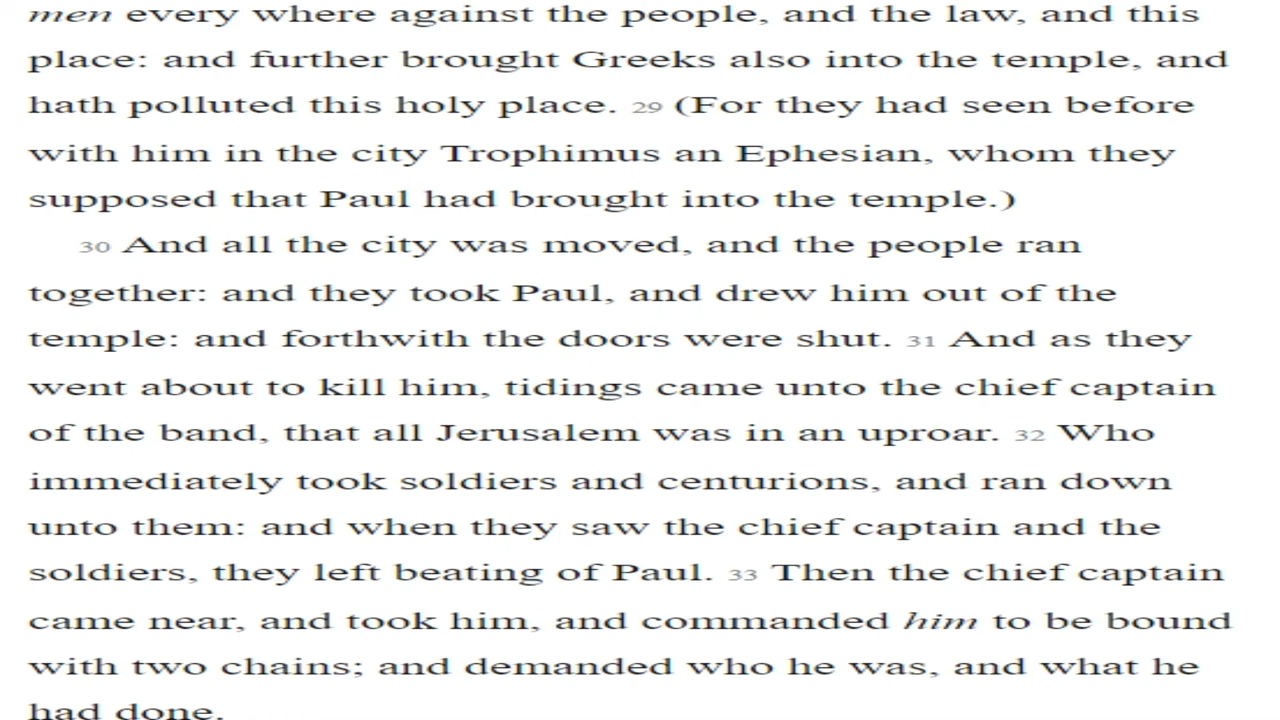 men every where against the people, and the law, and this
place: and further brought Greeks also into the temple, and
hath polluted this holy place. 29 (For they had seen before
with him in the city Trophimus an Ephesian, whom they
supposed that Paul had brought into the temple.)
30 And all the city was moved, and the people ran
together: and they took Paul, and drew him out of the
temple: and forthwith the doors were shut. 31 And as they
went about to kill him, tidings came unto the chief captain
of the band, that all Jerusalem was in an uproar. 32 Who
immediately took soldiers and centurions, and ran down
unto them: and when they saw the chief captain and the
soldiers, they left beating of Paul. 33 Then the chief captain
came near, and took him, and commanded him to be bound
with two chains; and demanded who he was, and what he
had done.